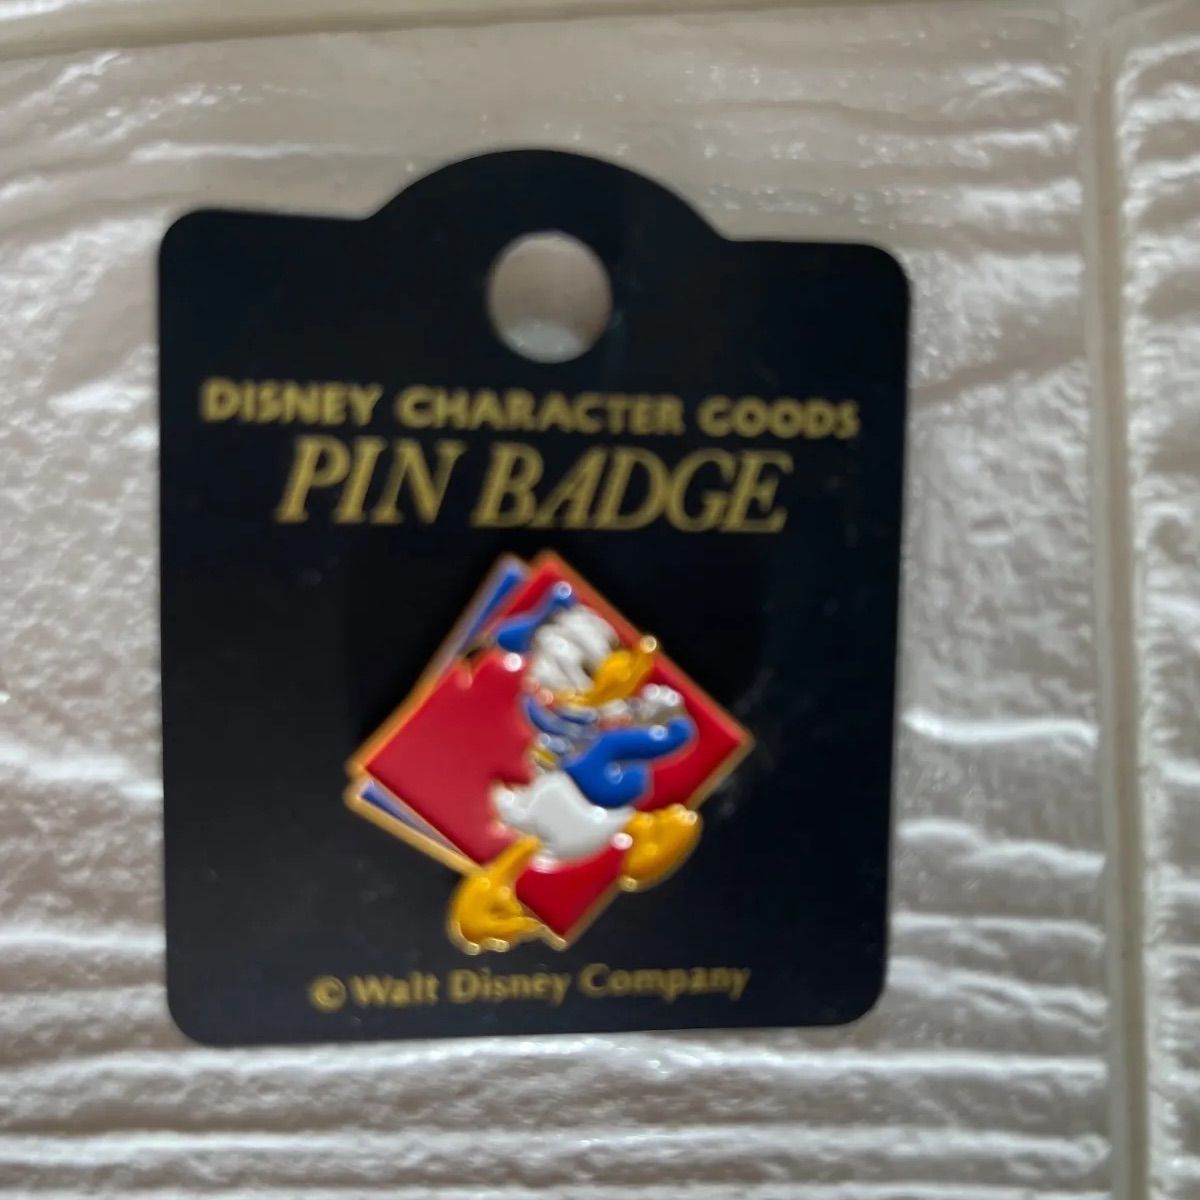 DISNEY CHARACTER GOODS
PIN BADGE
© Walt Disney Company